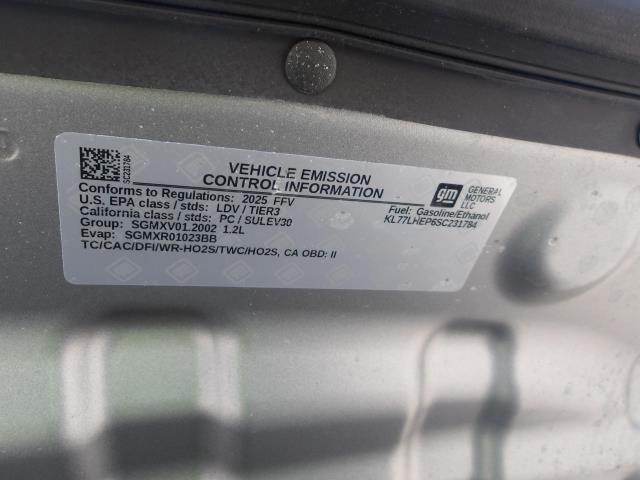 SC231784
VEHICLE EMISSION
CONTROL INFORMATION
Conforms to Regulations: 2025 FFV
U.S. EPA class / stds: LDV / TIER3
California class / stds: PC / SULEV30
Group: SGMXV01.2002 1.2L
Evap: SGMXR01023BB
TC/CAC/DFI/WR-HO2S/TWC/HO2S, CA OBD: II
gm
GENERAL
MOTORS
LLC
Fuel: Gasoline/Ethanol
KL77LHEP6SC231784